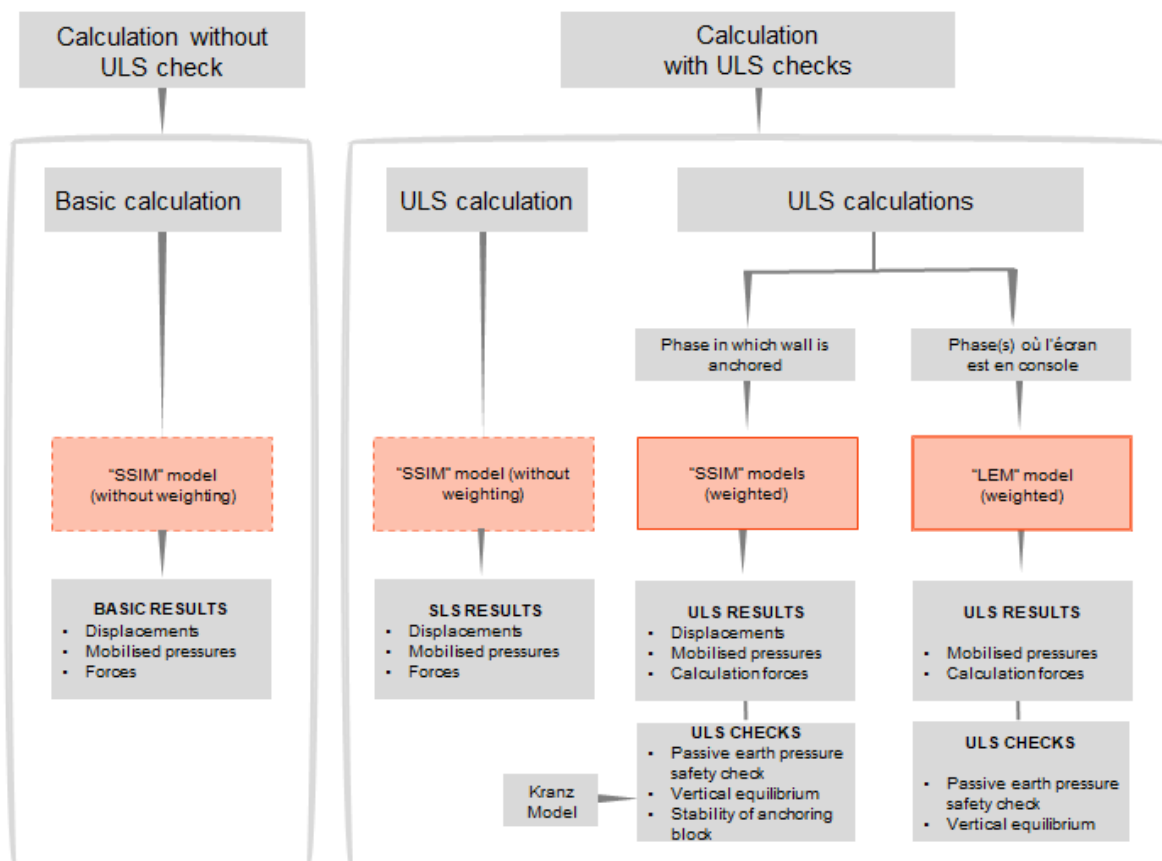 Calculation without
ULS check
Calculation
with ULS checks
Basic calculation
ULS calculation
ULS calculations
Phase in which wall is
anchored
Phase(s) où l'écran
est en console
"SSIM" model
(without weighting)
"SSIM" model (without
weighting)
"SSIM" models
(weighted)
"LEM" model
(weighted)
BASIC RESULTS
• Displacements
• Mobilised pressures
• Forces
SLS RESULTS
• Displacements
• Mobilised pressures
• Forces
ULS RESULTS
• Displacements
• Mobilised pressures
• Calculation forces
ULS RESULTS
• Mobilised pressures
• Calculation forces
Kranz
Model
ULS CHECKS
• Passive earth pressure
safety check
• Vertical equilibrium
• Stability of anchoring
block
ULS CHECKS
• Passive earth pressure
safety check
• Vertical equilibrium